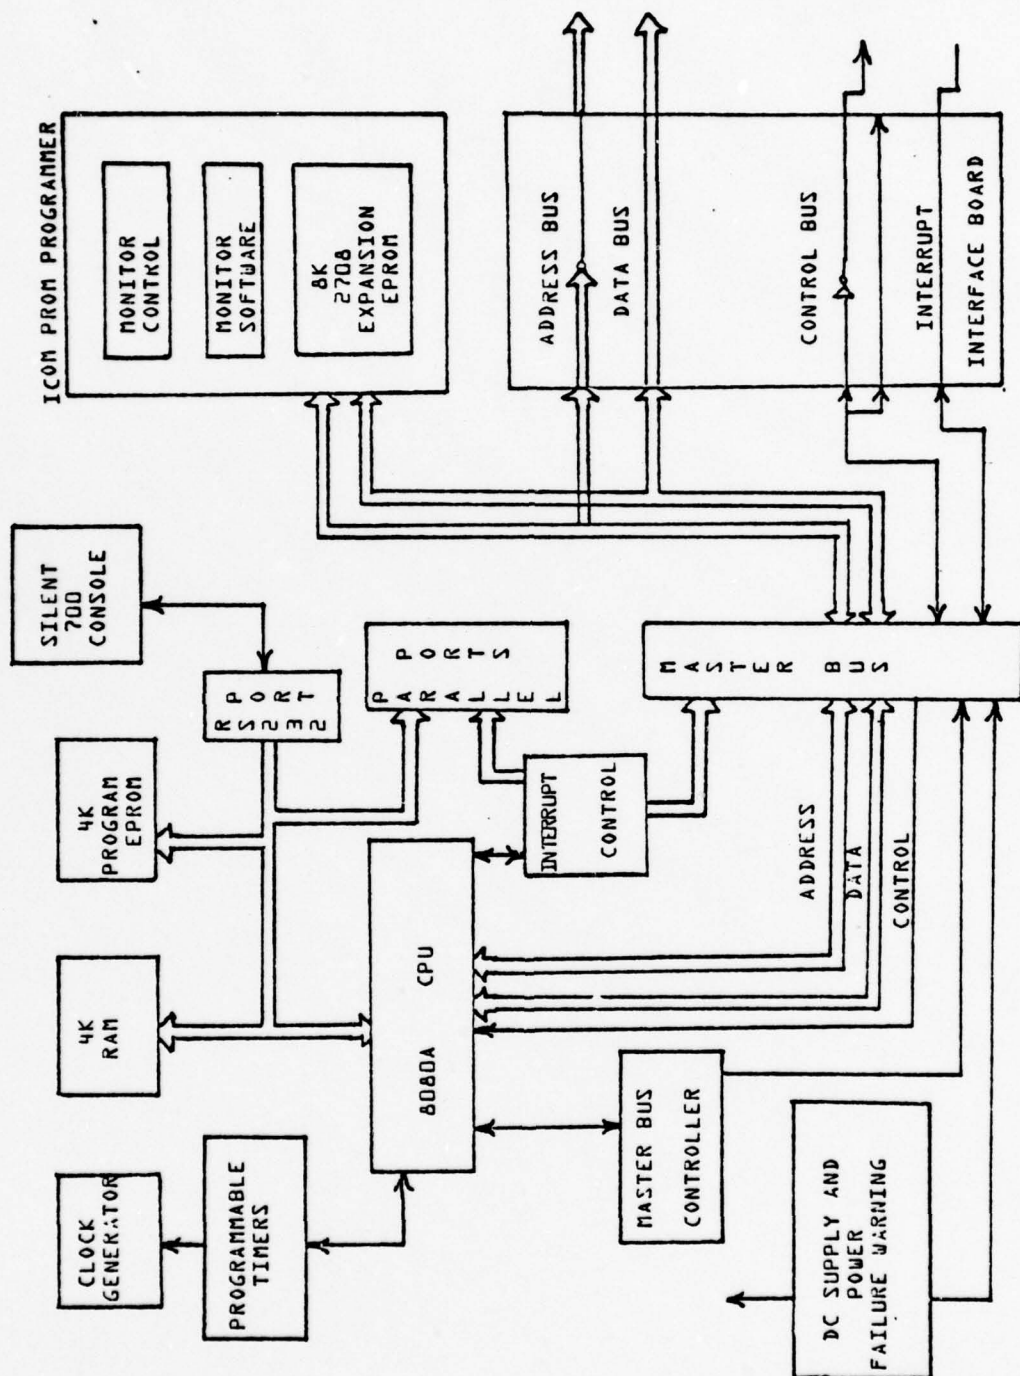 CLOCK
GENERATOR
PROGRAMMABLE
TIMERS
4K
RAM
4K
PROGRAM
EPROM
SILENT
700
CONSOLE
RS232
PORT
PARALLEL
PORTS
8080A CPU
INTERRUPT
CONTROL
MASTER BUS
CONTROLLER
DC SUPPLY AND
POWER
FAILURE WARNING
ADDRESS
DATA
CONTROL
MASTER BUS
ICOM PROM PROGRAMMER
MONITOR
CONTROL
MONITOR
SOFTWARE
8K
2708
EXPANSION
EPROM
ADDRESS BUS
DATA BUS
CONTROL BUS
INTERRUPT
INTERFACE BOARD